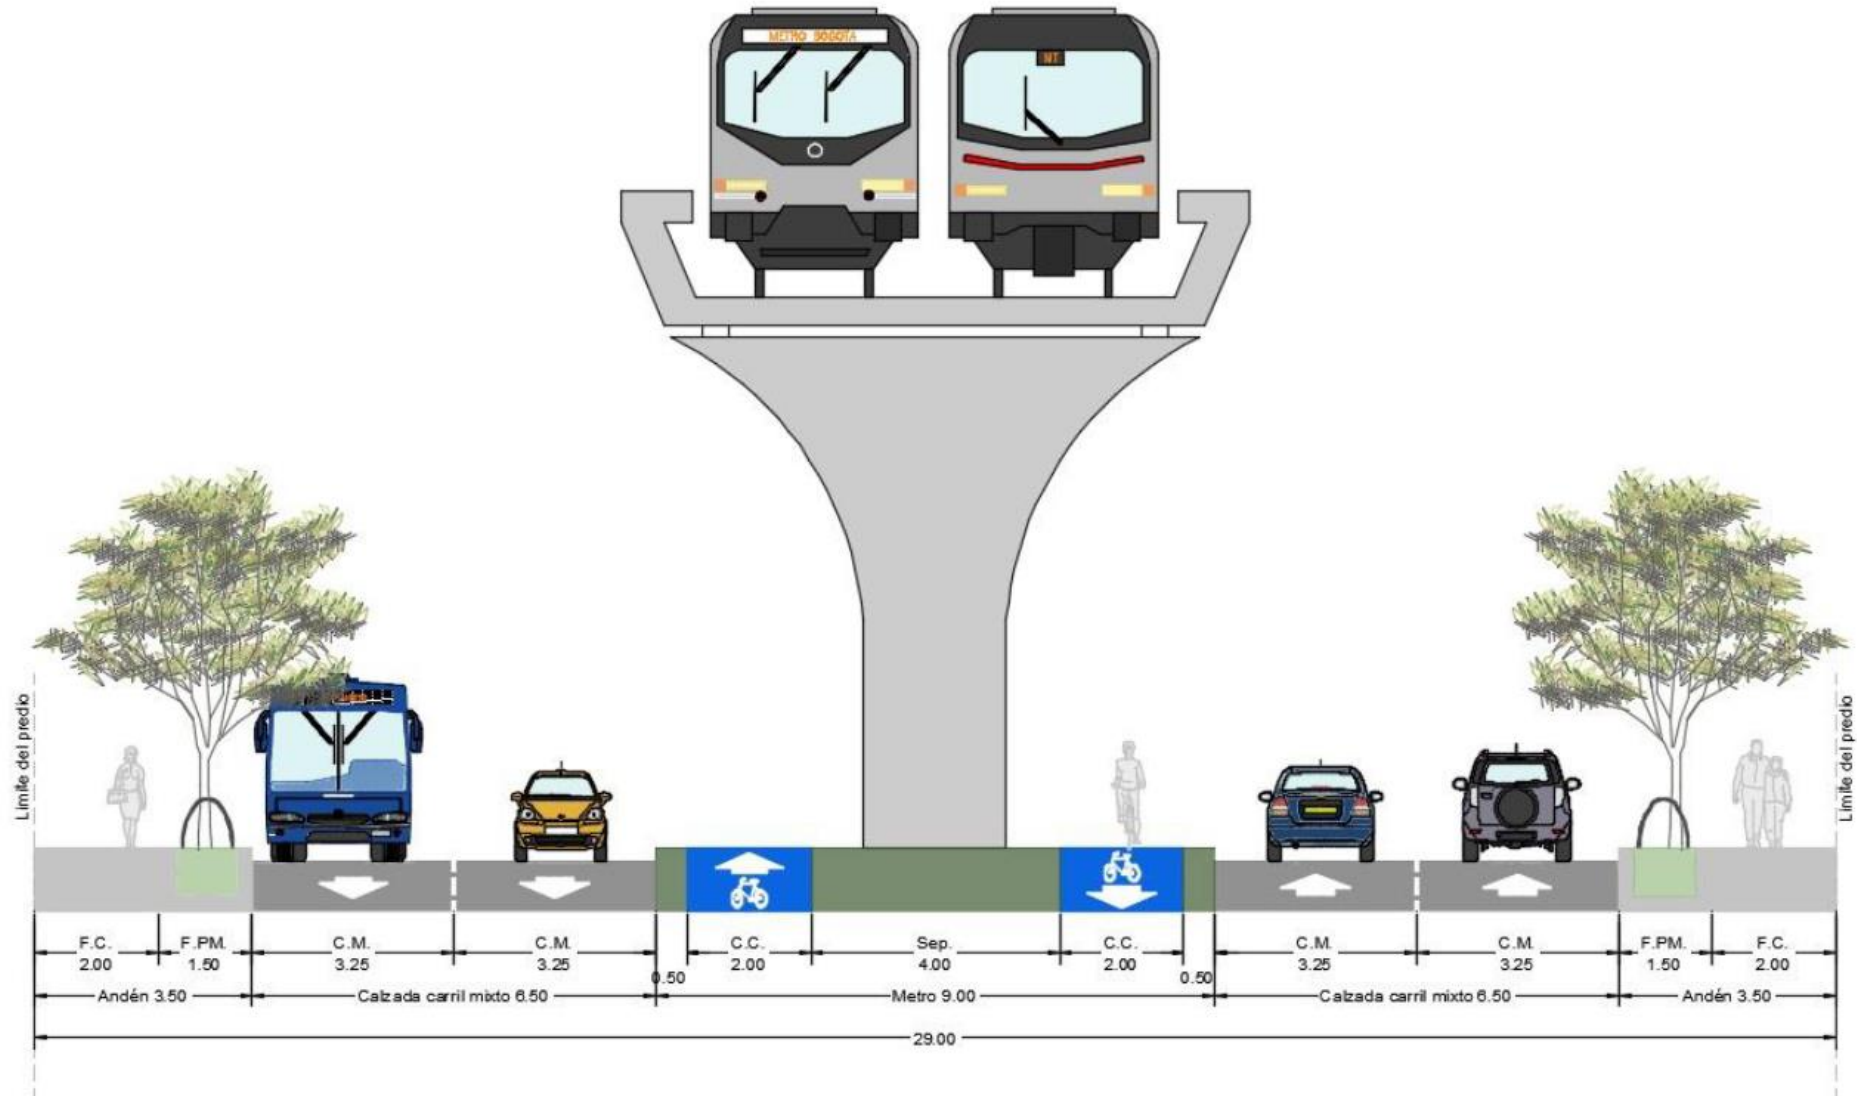 METRO BOGOTA
NT
Límite del predio
Límite del predio
F.C. F.PM. C.M. C.M. C.C. Sep. C.C. C.M. C.M. F.PM. F.C.
2.00 1.50 3.25 3.25 0.50 2.00 4.00 2.00 0.50 3.25 3.25 1.50 2.00
Andén 3.50 Calzada carril mixto 6.50 Metro 9.00 Calzada carril mixto 6.50 Andén 3.50
29.00